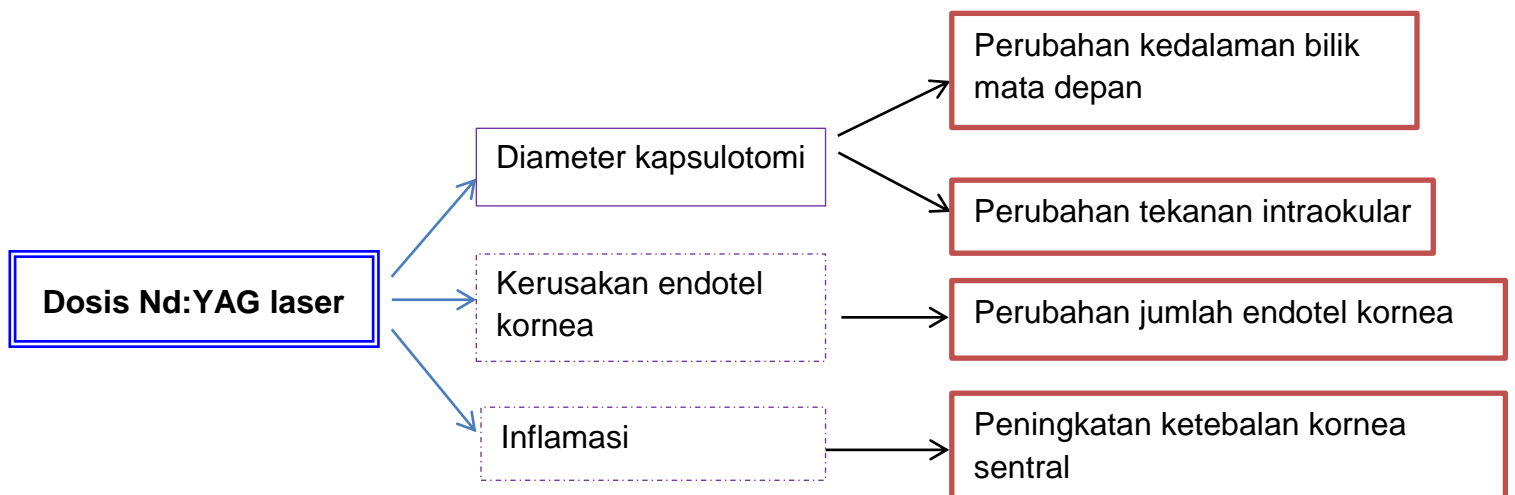 Perubahan kedalaman bilik
mata depan
Diameter kapsulotomi
Perubahan tekanan intraokular
Dosis Nd:YAG laser
Kerusakan endotel
kornea
Perubahan jumlah endotel kornea
Inflamasi
Peningkatan ketebalan kornea
sentral